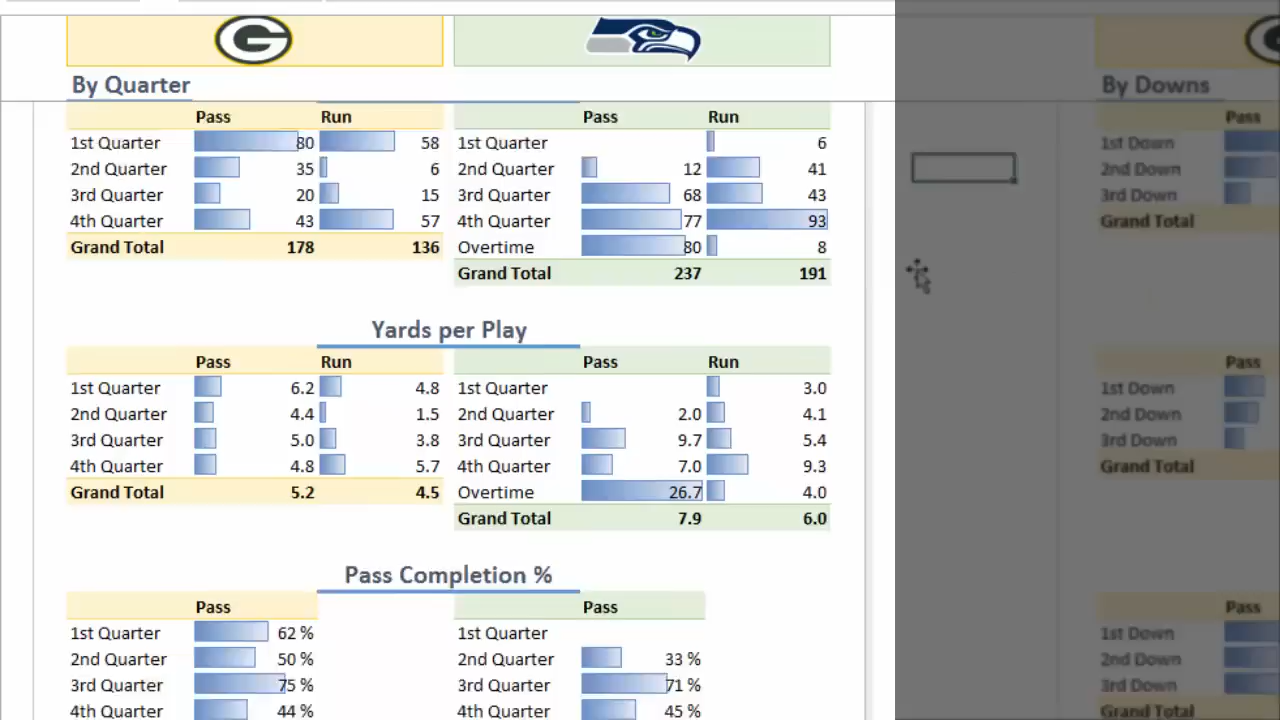 By Quarter
By Downs
Pass Run
Pass Run
Pass
1st Quarter 80 58
1st Quarter 6
1st Down
2nd Quarter 35 6
2nd Quarter 12 41
2nd Down
3rd Quarter 20 15
3rd Quarter 68 43
3rd Down
4th Quarter 43 57
4th Quarter 77 93
Grand Total
Grand Total 178 136
Overtime 80 8
Grand Total 237 191
Yards per Play
Pass Run
Pass Run
Pass
1st Quarter 6.2 4.8
1st Quarter 3.0
1st Down
2nd Quarter 4.4 1.5
2nd Quarter 2.0 4.1
2nd Down
3rd Quarter 5.0 3.8
3rd Quarter 9.7 5.4
3rd Down
4th Quarter 4.8 5.7
4th Quarter 7.0 9.3
Grand Total
Grand Total 5.2 4.5
Overtime 26.7 4.0
Grand Total 7.9 6.0
Pass Completion %
Pass
Pass
Pass
1st Quarter 62 %
1st Quarter
1st Down
2nd Quarter 50 %
2nd Quarter 33 %
2nd Down
3rd Quarter 75 %
3rd Quarter 71 %
3rd Down
4th Quarter 44 %
4th Quarter 45 %
Grand Total